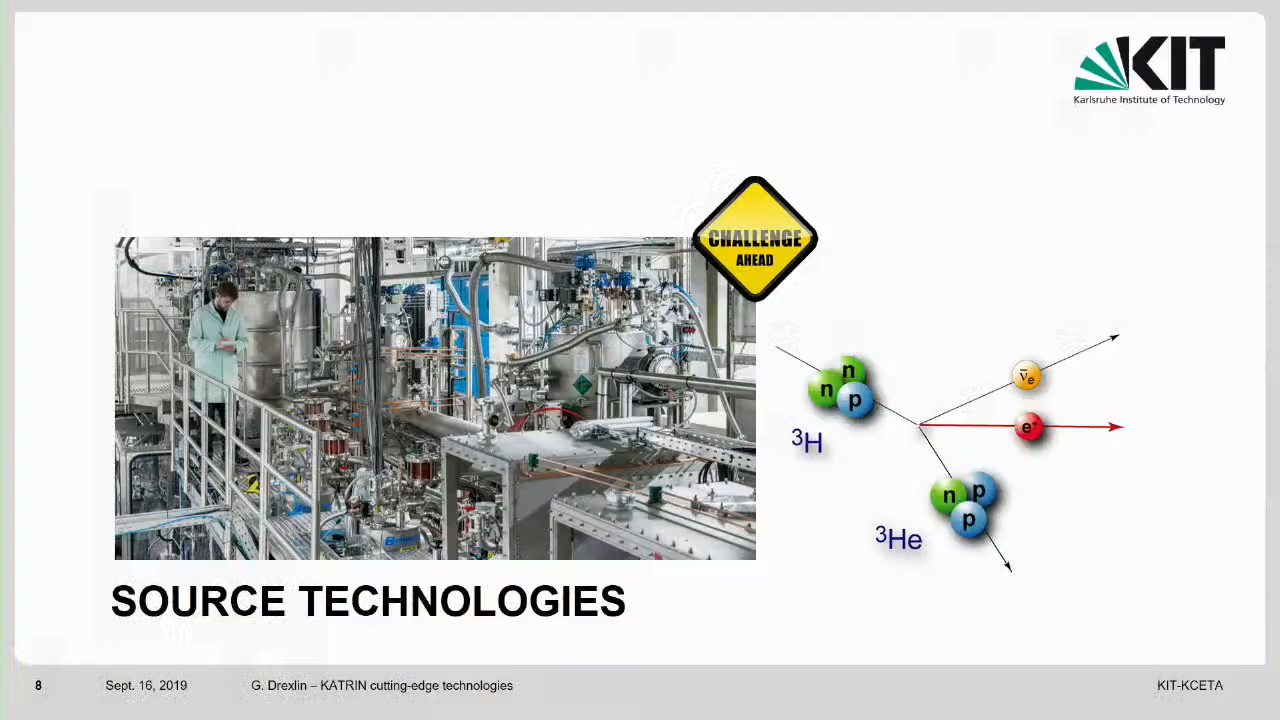 KIT
Karlsruhe Institute of Technology
CHALLENGE
AHEAD
n
n
p
³H
ν̄e
e⁻
n
p
p
³He
SOURCE TECHNOLOGIES
8
Sept. 16, 2019
G. Drexlin – KATRIN cutting-edge technologies
KIT-KCETA